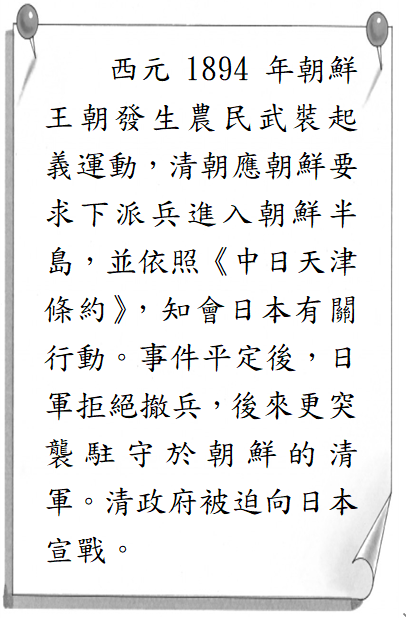 西元 1894 年朝鮮
王朝發生農民武裝起
義運動，清朝應朝鮮要
求下派兵進入朝鮮半
島，並依照《中日天津
條約》，知會日本有關
行動。事件平定後，日
軍拒絕撤兵，後來更突
襲駐守於朝鮮的清
軍。清政府被迫向日本
宣戰。